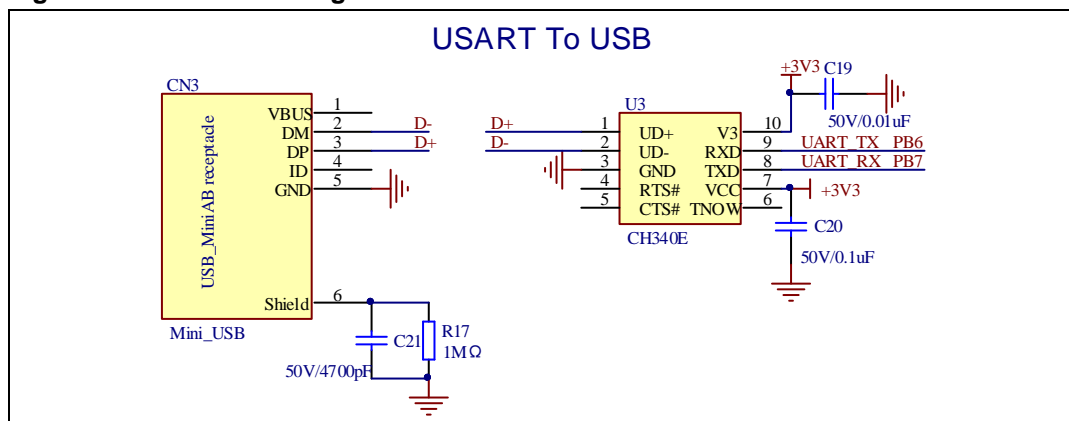 USART To USB
CN3
USB_MiniAB receptacle
VBUS 1
DM 2 D-
DP 3 D+
ID 4
GND 5
Shield 6
Mini_USB
C21
50V/4700pF
R17
1MΩ
U3
D+ 1 UD+ V3 10
D- 2 UD- RXD 9 UART_TX PB6
3 GND TXD 8 UART_RX PB7
4 RTS# VCC 7 +3V3
5 CTS# TNOW 6
CH340E
+3V3 C19
50V/0.01uF
C20
50V/0.1uF